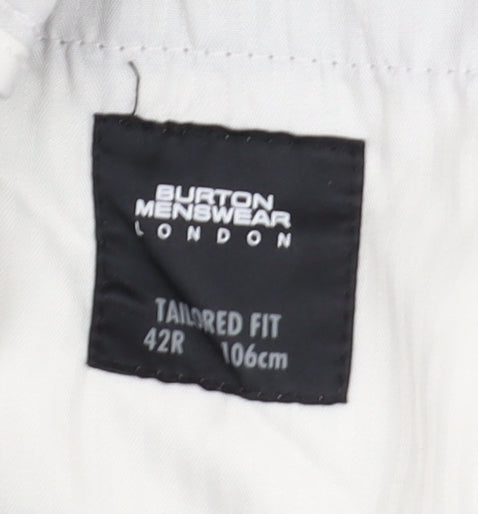 BURTON
MENSWEAR
LONDON
TAILORED FIT
42R 106cm